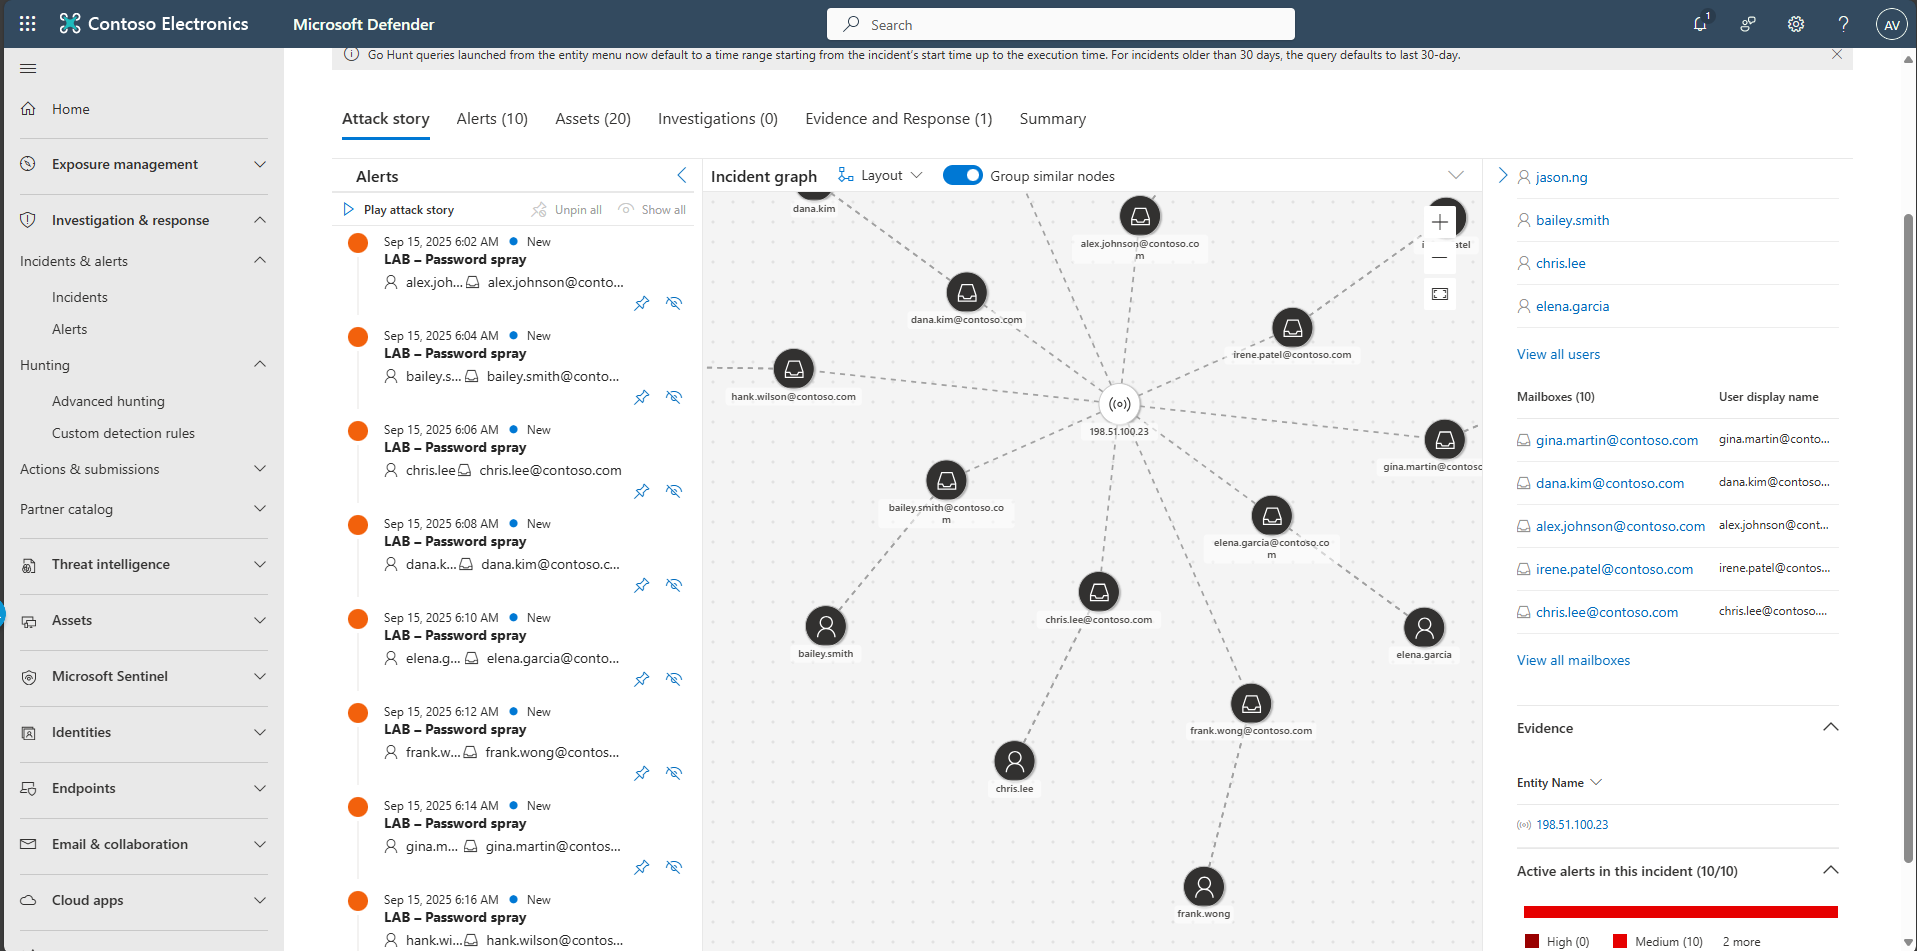 Contoso Electronics
Microsoft Defender
Search
1
AV
Go Hunt queries launched from the entity menu now default to a time range starting from the incident's start time up to the execution time. For incidents older than 30 days, the query defaults to last 30-day.
Home
Exposure management
Investigation & response
Incidents & alerts
Incidents
Alerts
Hunting
Advanced hunting
Custom detection rules
Actions & submissions
Partner catalog
Threat intelligence
Assets
Microsoft Sentinel
Identities
Endpoints
Email & collaboration
Cloud apps
Attack story
Alerts (10)
Assets (20)
Investigations (0)
Evidence and Response (1)
Summary
Alerts
Play attack story
Unpin all
Show all
Sep 15, 2025 6:02 AM New
LAB – Password spray
alex.joh... alex.johnson@conto...
Sep 15, 2025 6:04 AM New
LAB – Password spray
bailey.s... bailey.smith@conto...
Sep 15, 2025 6:06 AM New
LAB – Password spray
chris.lee chris.lee@contoso.com
Sep 15, 2025 6:08 AM New
LAB – Password spray
dana.k... dana.kim@contoso.c...
Sep 15, 2025 6:10 AM New
LAB – Password spray
elena.g... elena.garcia@conto...
Sep 15, 2025 6:12 AM New
LAB – Password spray
frank.w... frank.wong@contos...
Sep 15, 2025 6:14 AM New
LAB – Password spray
gina.m... gina.martin@contos...
Sep 15, 2025 6:16 AM New
LAB – Password spray
hank.wi... hank.wilson@contos...
Incident graph
Layout
Group similar nodes
dana.kim
alex.johnson@contoso.co
m
atel
dana.kim@contoso.com
irene.patel@contoso.com
hank.wilson@contoso.com
198.51.100.23
gina.martin@contoso
bailey.smith@contoso.co
m
elena.garcia@contoso.co
m
chris.lee@contoso.com
bailey.smith
elena.garcia
frank.wong@contoso.com
chris.lee
frank.wong
jason.ng
bailey.smith
chris.lee
elena.garcia
View all users
Mailboxes (10) User display name
gina.martin@contoso.com gina.martin@conto...
dana.kim@contoso.com dana.kim@contoso...
alex.johnson@contoso.com alex.johnson@cont...
irene.patel@contoso.com irene.patel@contos...
chris.lee@contoso.com chris.lee@contoso....
View all mailboxes
Evidence
Entity Name
198.51.100.23
Active alerts in this incident (10/10)
High (0) Medium (10) 2 more